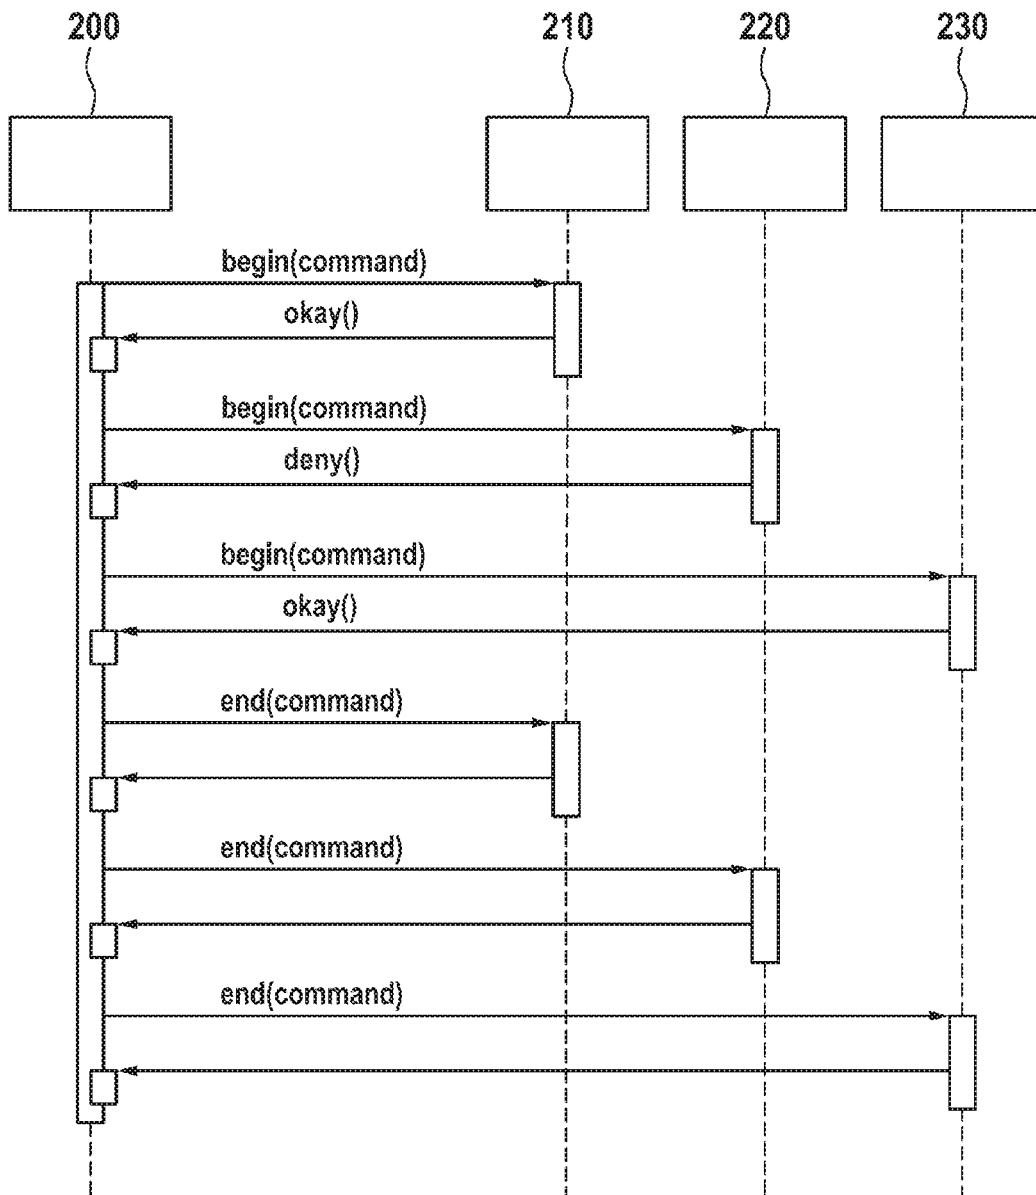 200 210 220 230
begin(command)
okay()
begin(command)
deny()
begin(command)
okay()
end(command)
end(command)
end(command)